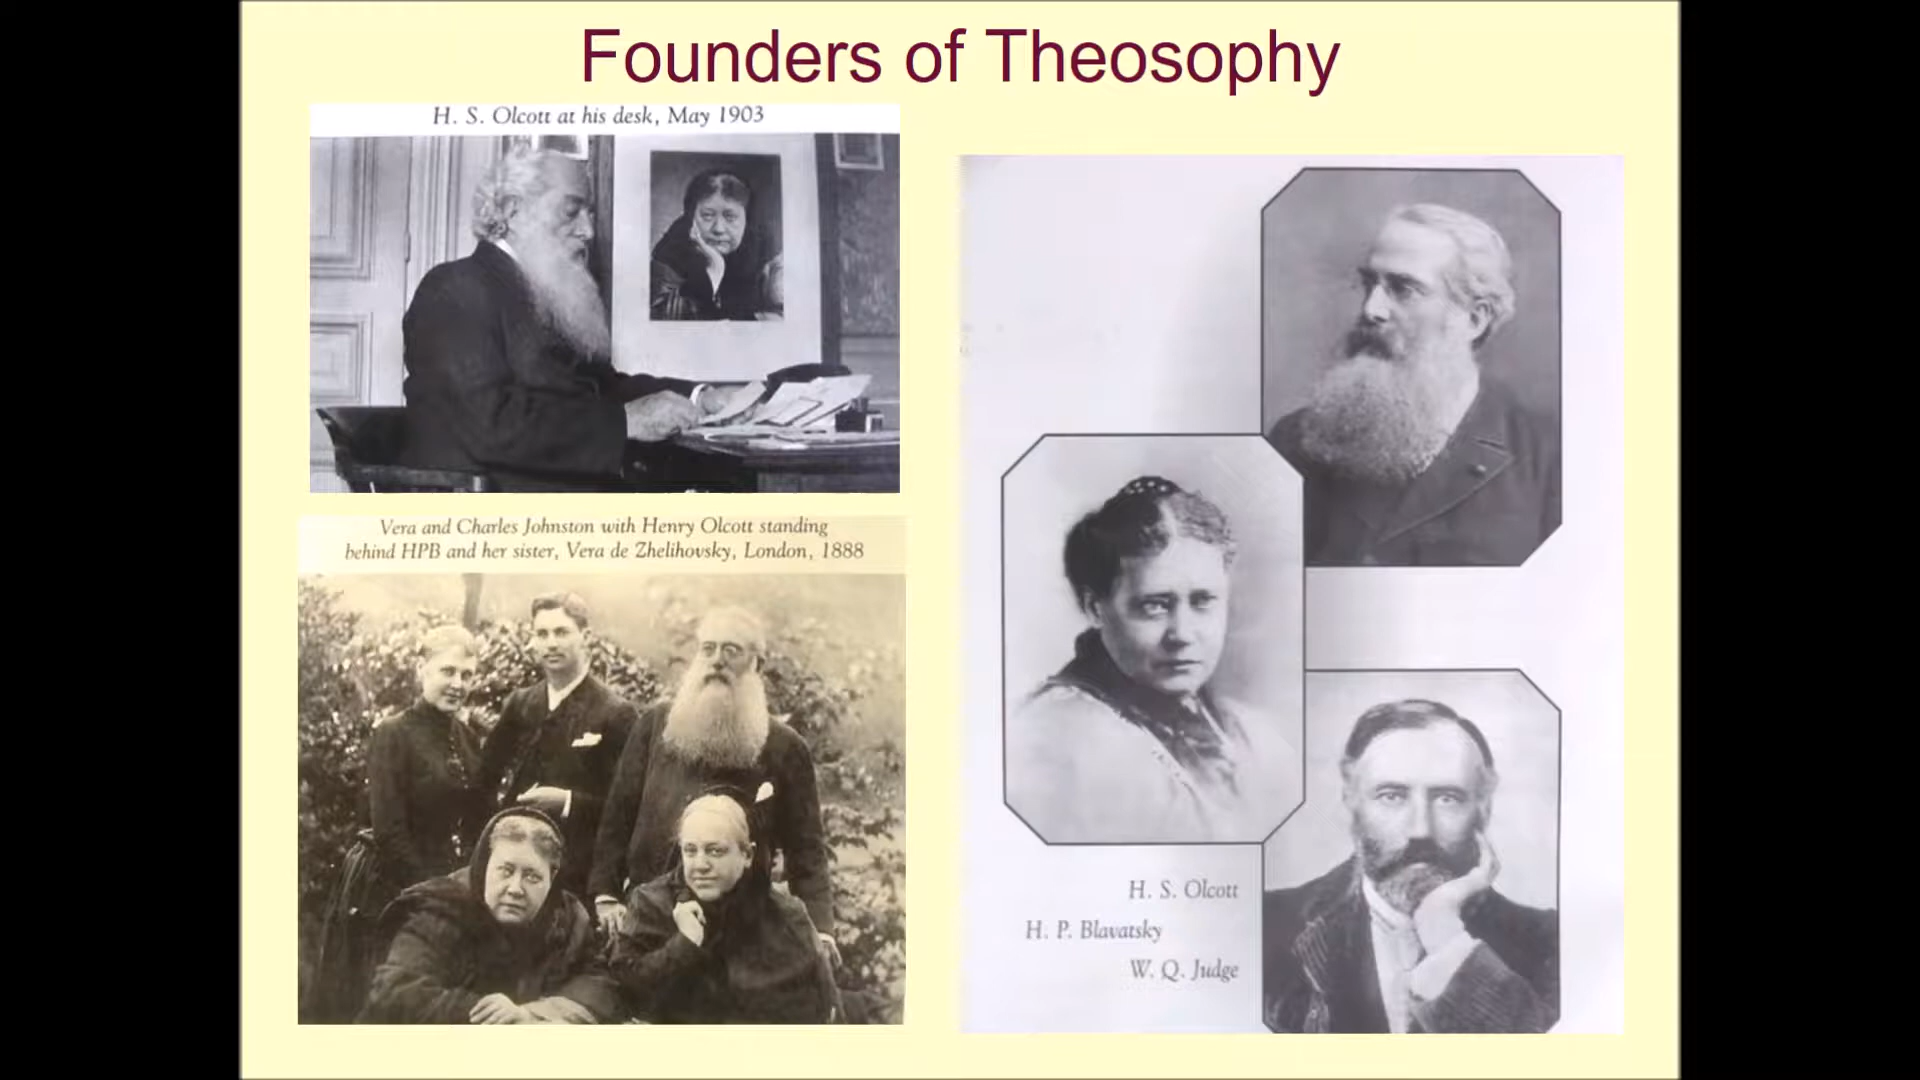 Founders of Theosophy
H. S. Olcott at his desk, May 1903
Vera and Charles Johnston with Henry Olcott standing
behind HPB and her sister, Vera de Zhelihovsky, London, 1888
H. S. Olcott
H. P. Blavatsky
W. Q. Judge